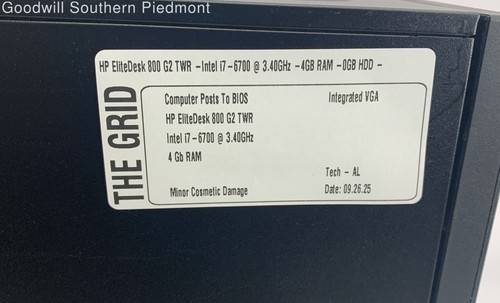 Goodwill Southern Piedmont
HP EliteDesk 800 G2 TWR -Intel i7-6700 @ 3.40GHz -4GB RAM -0GB HDD -
THE GRID
Computer Posts To BIOS
Integrated VGA
HP EliteDesk 800 G2 TWR
Intel i7-6700 @ 3.40GHz
4 Gb RAM
Tech - AL
Minor Cosmetic Damage
Date: 09.26.25